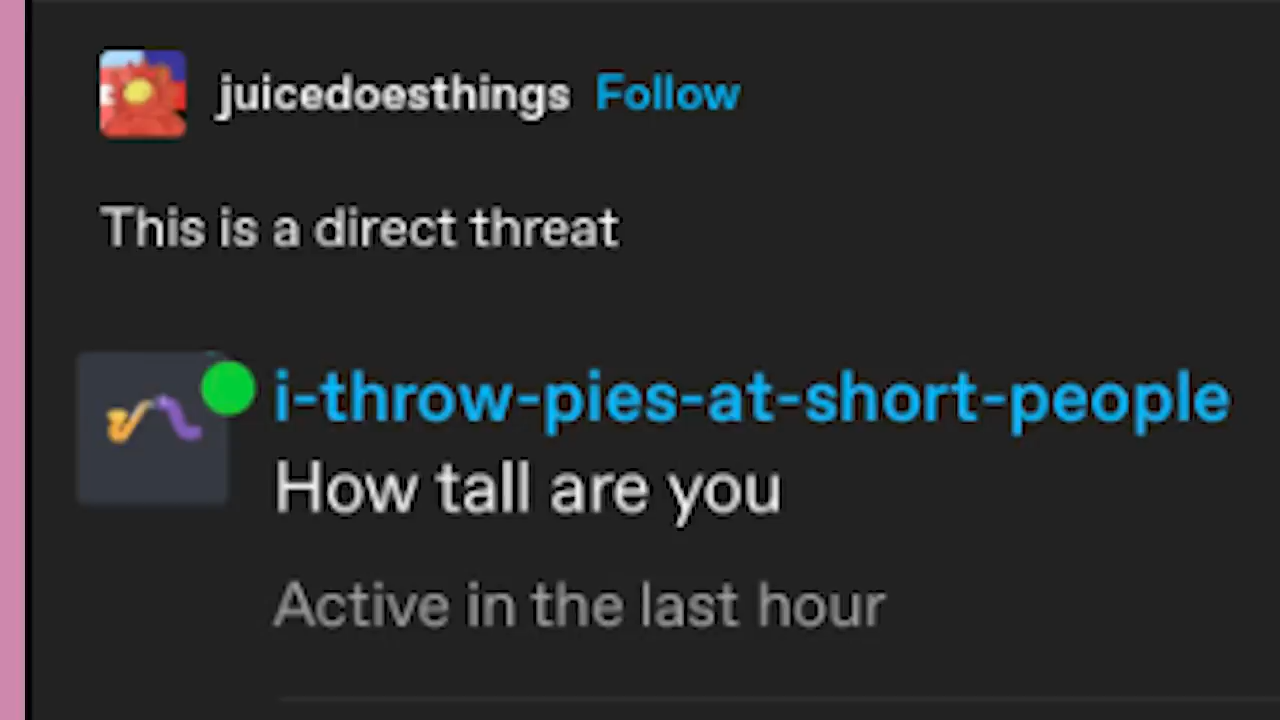 juicedoesthings Follow
This is a direct threat
i-throw-pies-at-short-people
How tall are you
Active in the last hour